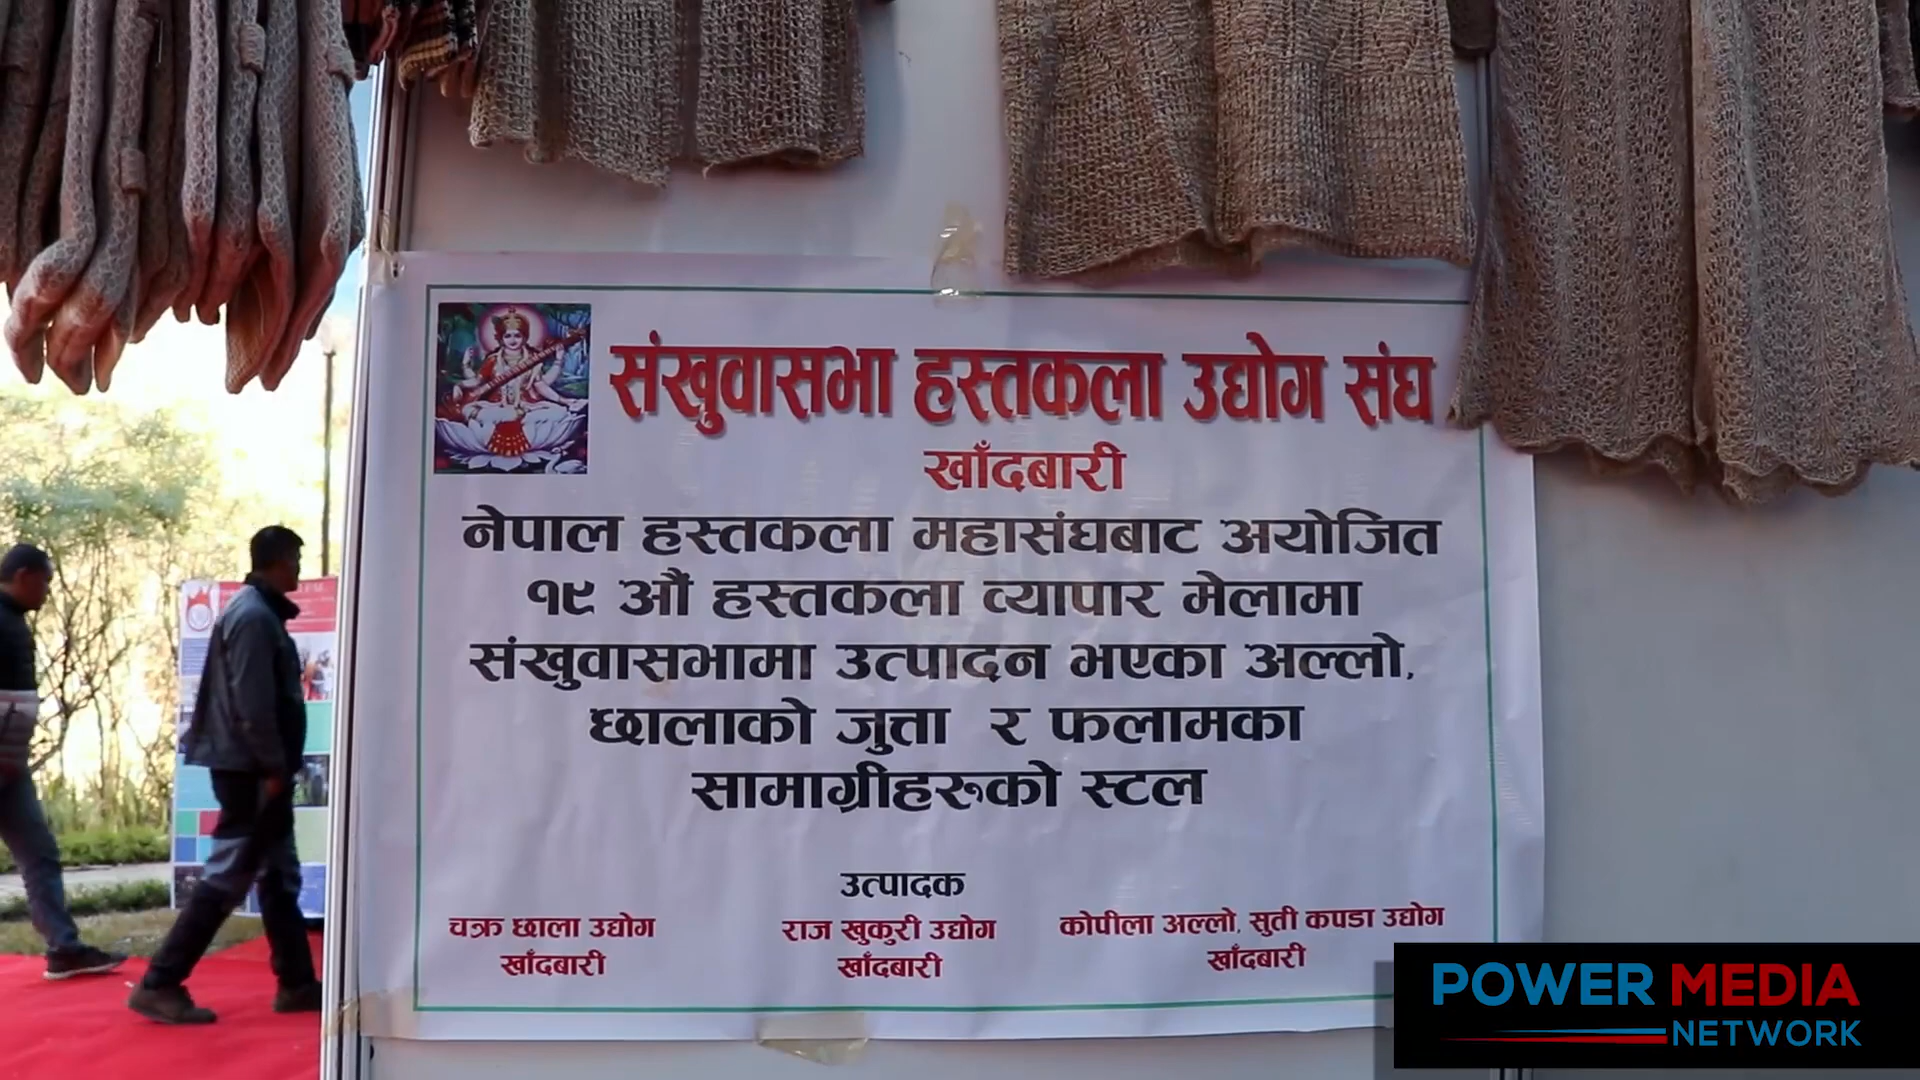 संखुवासभा हस्तकला उद्योग संघ
खाँदबारी
नेपाल हस्तकला महासंघबाट अयोजित
१९ औं हस्तकला व्यापार मेलामा
संखुवासभामा उत्पादन भएका अल्लो,
छालाको जुत्ता र फलामका
सामाग्रीहरुको स्टल
उत्पादक
चक्र छाला उद्योग
खाँदबारी
राज खुकुरी उद्योग
खाँदबारी
कोपीला अल्लो, सुती कपडा उद्योग
खाँदबारी
POWER MEDIA
NETWORK